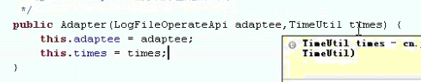 */
public Adapter(LogFileOperateApi adaptee,TimeUtil times) {
this.adaptee = adaptee;
this.times = times;
}
TimeUtil times - cn.
TimeUtil)